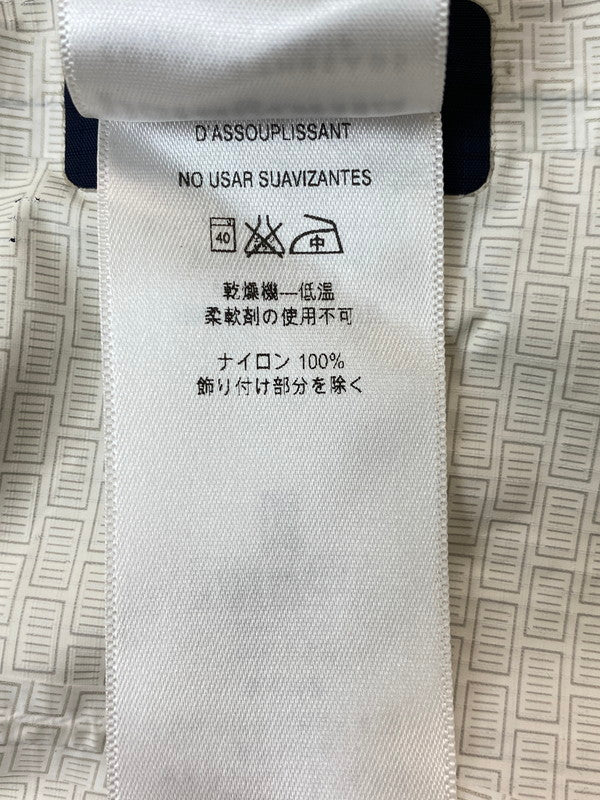 D'ASSOUPLISSANT
NO USAR SUAVIZANTES
40 中
乾燥機—低温
柔軟剤の使用不可
ナイロン 100%
飾り付け部分を除く